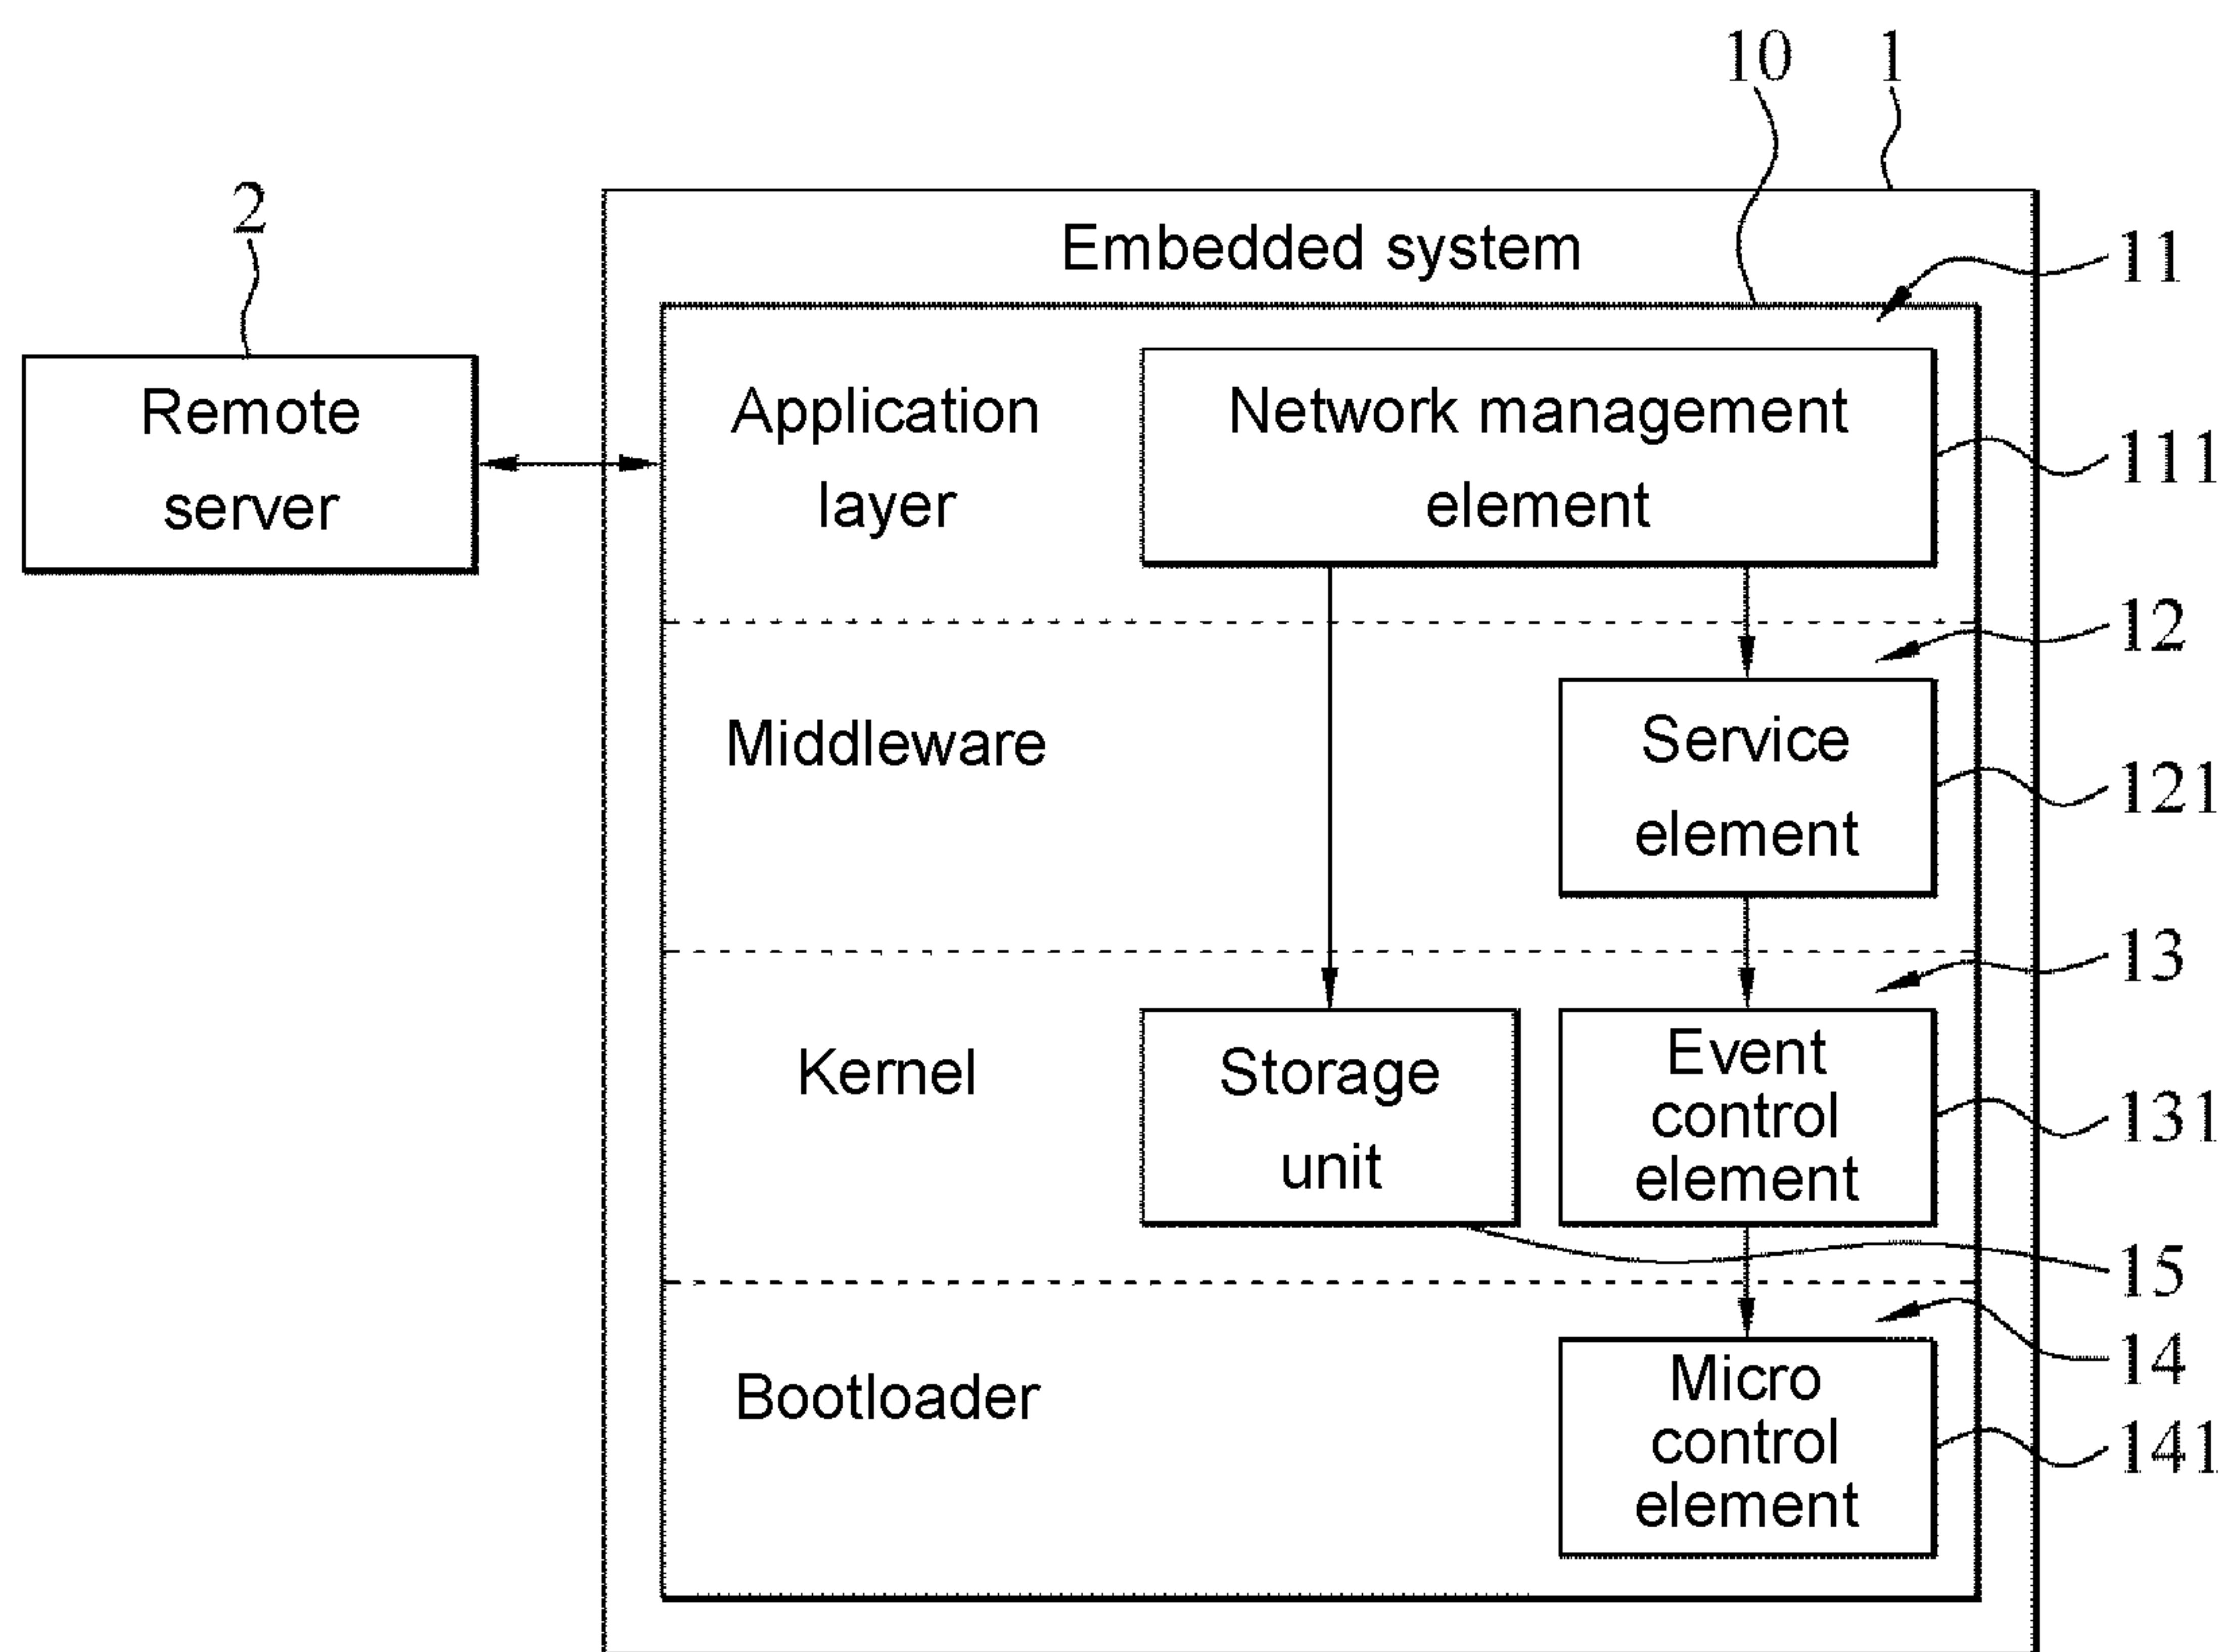 10
1
2
Embedded system
11
Remote
server
Application
layer
Network management
element
111
12
Middleware
Service
element
121
13
Kernel
Storage
unit
Event
control
element
131
15
14
Bootloader
Micro
control
element
141